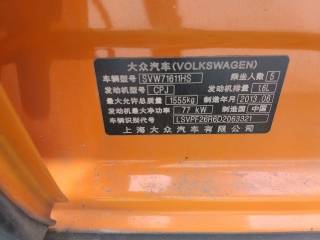 大众汽车(VOLKSWAGEN)
车辆型号 SVW71611HS 乘坐人数 5
发动机型号 CPJ 发动机排量 1.6L
最大允许总质量 1555kg 制造年月 2013.06
发动机最大净功率 77 kW 制造国 中国
车辆识别代号 LSVPF26R6D2063321
上海大众汽车有限公司